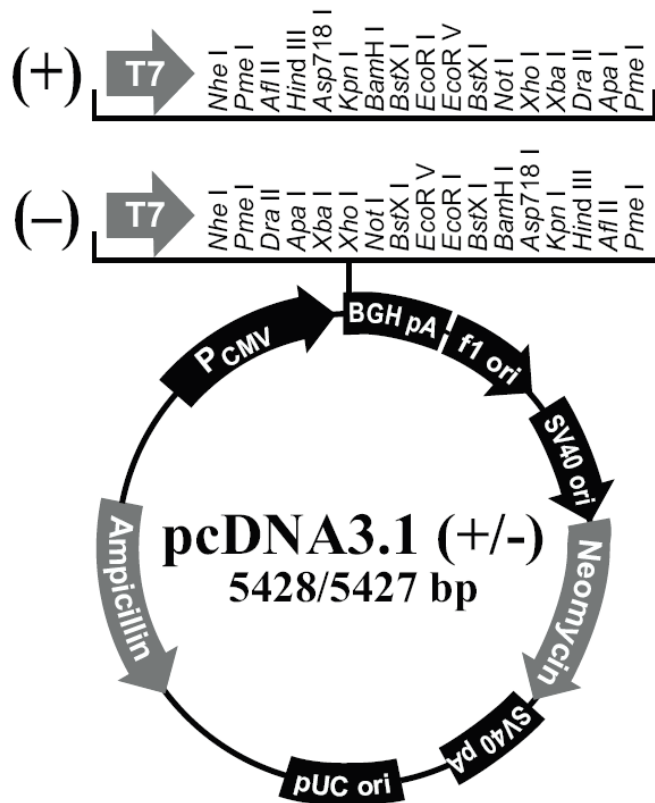 (+) T7 Nhe I Pme I Afl II Hind III Asp718 I Kpn I BamH I BstX I EcoR I EcoR V BstX I Not I Xho I Xba I Dra II Apa I Pme I
(–) T7 Nhe I Pme I Dra II Apa I Xba I Xho I Not I BstX I EcoR V EcoR I BstX I BamH I Asp718 I Kpn I Hind III Afl II Pme I
PCMV
BGH pA
f1 ori
SV40 ori
Neomycin
SV40 pA
pUC ori
Ampicillin
pcDNA3.1 (+/-)
5428/5427 bp